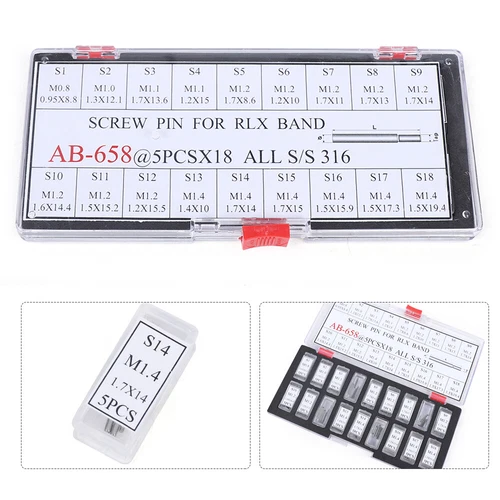 S1 S2 S3 S4 S5 S6 S7 S8 S9
M0.8 M1.0 M1.1 M1.1 M1.2 M1.2 M1.2 M1.2 M1.2
0.95X8.8 1.3X12.1 1.7X13.6 1.2X15 1.7X8.6 1.2X10 1.7X11 1.7X13 1.7X14
SCREW PIN FOR RLX BAND
L
AB-658@5PCSX18 ALL S/S 316
S10 S11 S12 S13 S14 S15 S16 S17 S18
M1.2 M1.2 M1.2 M1.4 M1.4 M1.4 M1.4 M1.4 M1.4
1.6X14.4 1.5X15.2 1.2X15.5 1.4X10 1.7X14 1.7X15 1.5X15.9 1.5X17.3 1.5X19.4
S14
M1.4
1.7X14
5PCS
SCREW PIN FOR RLX BAND
AB-658@5PCSX18 ALL S/S 316